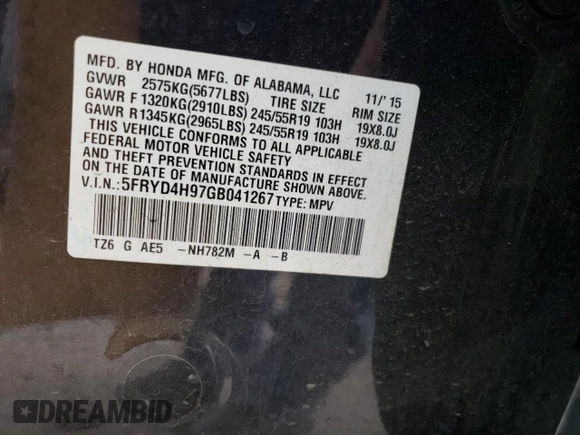 MFD. BY HONDA MFG. OF ALABAMA, LLC 11/'15
GVWR 2575KG(5677LBS) TIRE SIZE RIM SIZE
GAWR F 1320KG(2910LBS) 245/55R19 103H 19X8.0J
GAWR R 1345KG(2965LBS) 245/55R19 103H 19X8.0J
THIS VEHICLE CONFORMS TO ALL APPLICABLE
FEDERAL MOTOR VEHICLE SAFETY
AND THEFT PREVENTION STANDARDS IN EFFECT
ON THE DATE OF MANUFACTURE SHOWN ABOVE.
V.I.N.:5FRYD4H97GB041267 TYPE: MPV
TZ6 G AE5 -NH782M -A -B
DREAMBID